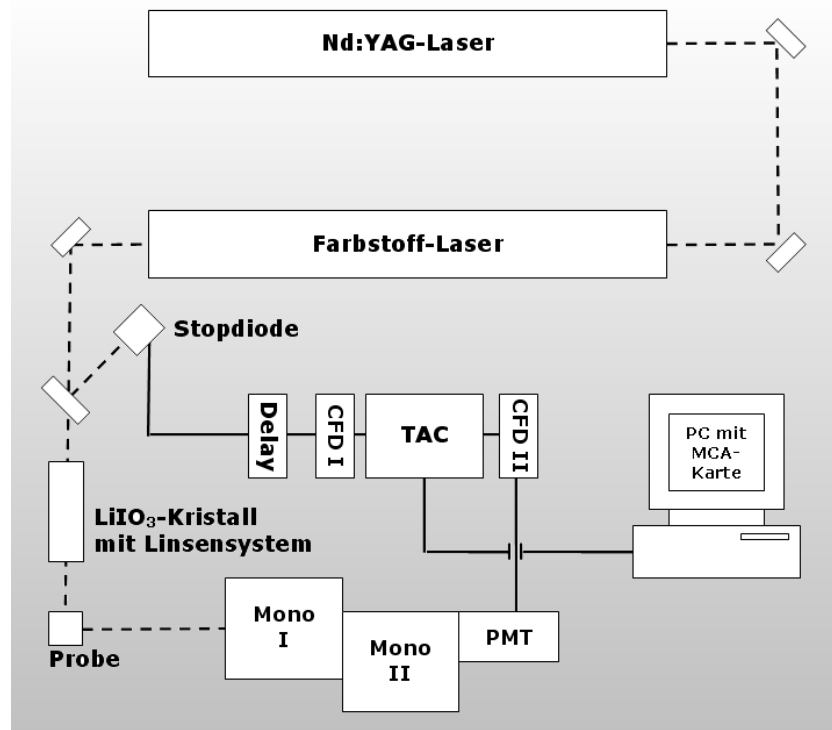 Nd:YAG-Laser
Farbstoff-Laser
Stopdiode
Delay
CFD I
TAC
CFD II
PC mit
MCA-
Karte
LiIO₃-Kristall
mit Linsensystem
Mono
I
Mono
II
PMT
Probe